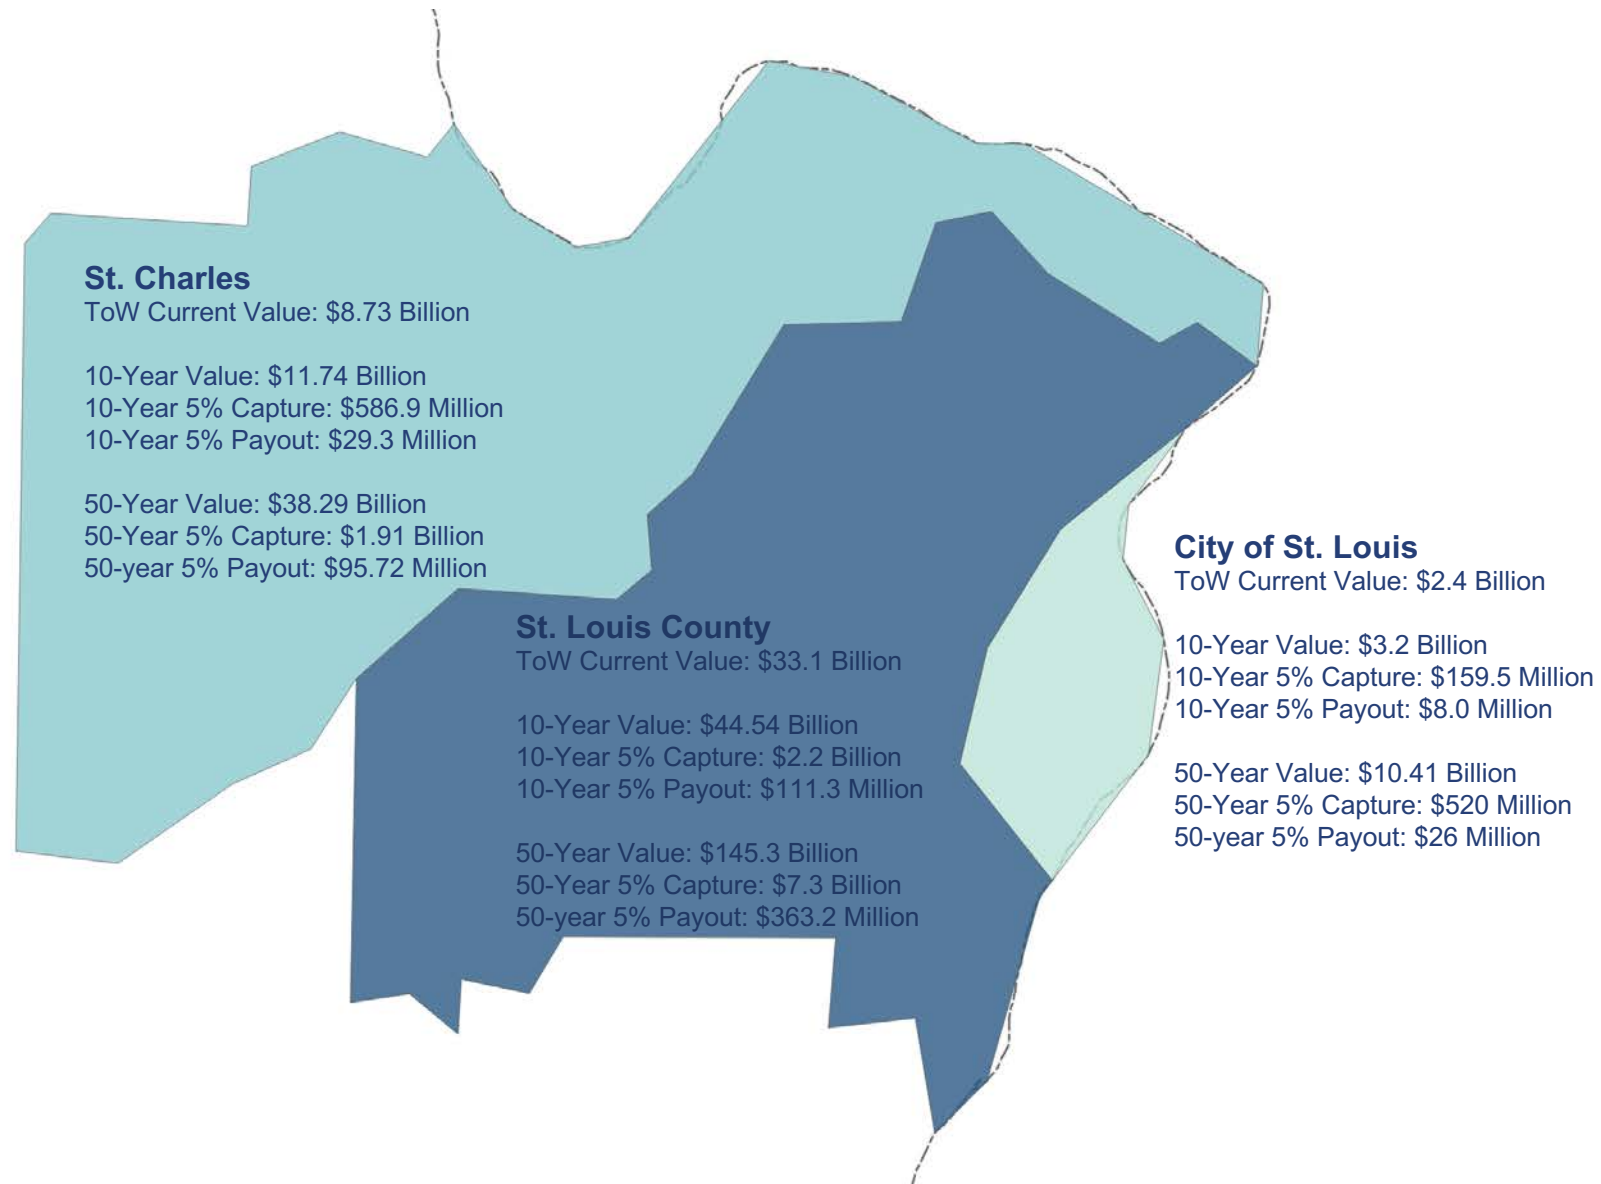 St. Charles
ToW Current Value: $8.73 Billion
10-Year Value: $11.74 Billion
10-Year 5% Capture: $586.9 Million
10-Year 5% Payout: $29.3 Million
50-Year Value: $38.29 Billion
50-Year 5% Capture: $1.91 Billion
50-year 5% Payout: $95.72 Million
St. Louis County
ToW Current Value: $33.1 Billion
10-Year Value: $44.54 Billion
10-Year 5% Capture: $2.2 Billion
10-Year 5% Payout: $111.3 Million
50-Year Value: $145.3 Billion
50-Year 5% Capture: $7.3 Billion
50-year 5% Payout: $363.2 Million
City of St. Louis
ToW Current Value: $2.4 Billion
10-Year Value: $3.2 Billion
10-Year 5% Capture: $159.5 Million
10-Year 5% Payout: $8.0 Million
50-Year Value: $10.41 Billion
50-Year 5% Capture: $520 Million
50-year 5% Payout: $26 Million